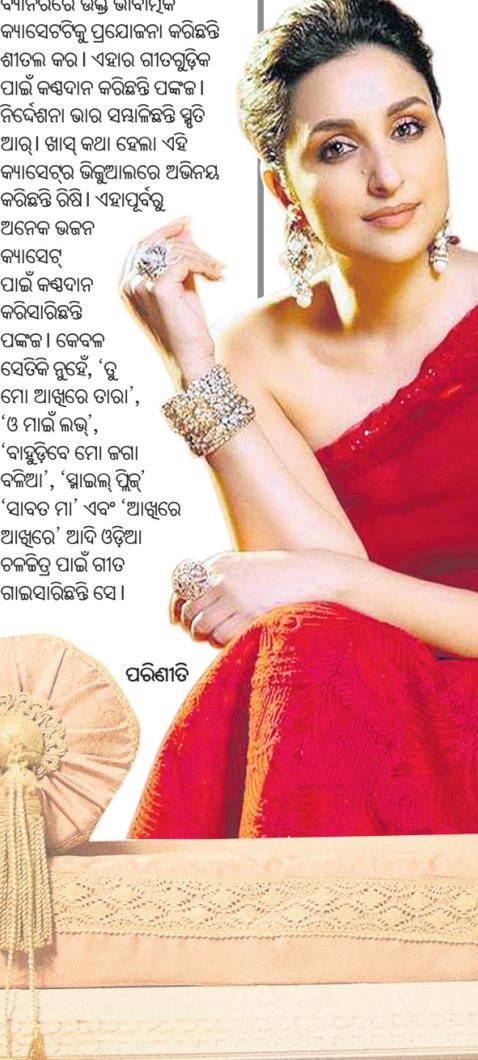 ବ୍ୟାନରରେ ଉକ୍ତ ଭାବାତ୍ମକ
କ୍ୟାସେଟଟିକୁ ପ୍ରଯୋଜନା କରିଛନ୍ତି
ଶୀତଲ କର । ଏହାର ଗୀତଗୁଡ଼ିକ
ପାଇଁ କଣ୍ଠଦାନ କରିଛନ୍ତି ପଙ୍କଜ ।
ନିର୍ଦ୍ଦେଶନା ଭାର ସମ୍ଭାଳିଛନ୍ତି ସ୍ମୃତି
ଆର୍ । ଖାସ୍ କଥା ହେଲା ଏହି
କ୍ୟାସେଟ୍‌ର ଭିଜୁଆଲରେ ଅଭିନୟ
କରିଛନ୍ତି ରିଷି । ଏହାପୂର୍ବରୁ
ଅନେକ ଭଜନ
କ୍ୟାସେଟ୍
ପାଇଁ କଣ୍ଠଦାନ
କରିସାରିଛନ୍ତି
ପଙ୍କଜ । କେବଳ
ସେତିକି ନୁହେଁ, ‘ତୁ
ମୋ ଆଖିରେ ତାରା’,
‘ଓ ମାଇଁ ଲଭ୍’,
‘ବାହୁଡ଼ିବେ ମୋ ଜଗା
ବଳିଆ’, ‘ସ୍ମାଇଲ୍ ପ୍ଲିଜ୍’
‘ସାବତ ମା’ ଏବଂ ‘ଆଖିରେ
ଆଖିରେ’ ଆଦି ଓଡ଼ିଆ
ଚଳଚ୍ଚିତ୍ର ପାଇଁ ଗୀତ
ଗାଇସାରିଛନ୍ତି ସେ ।
ପରିଣୀତି